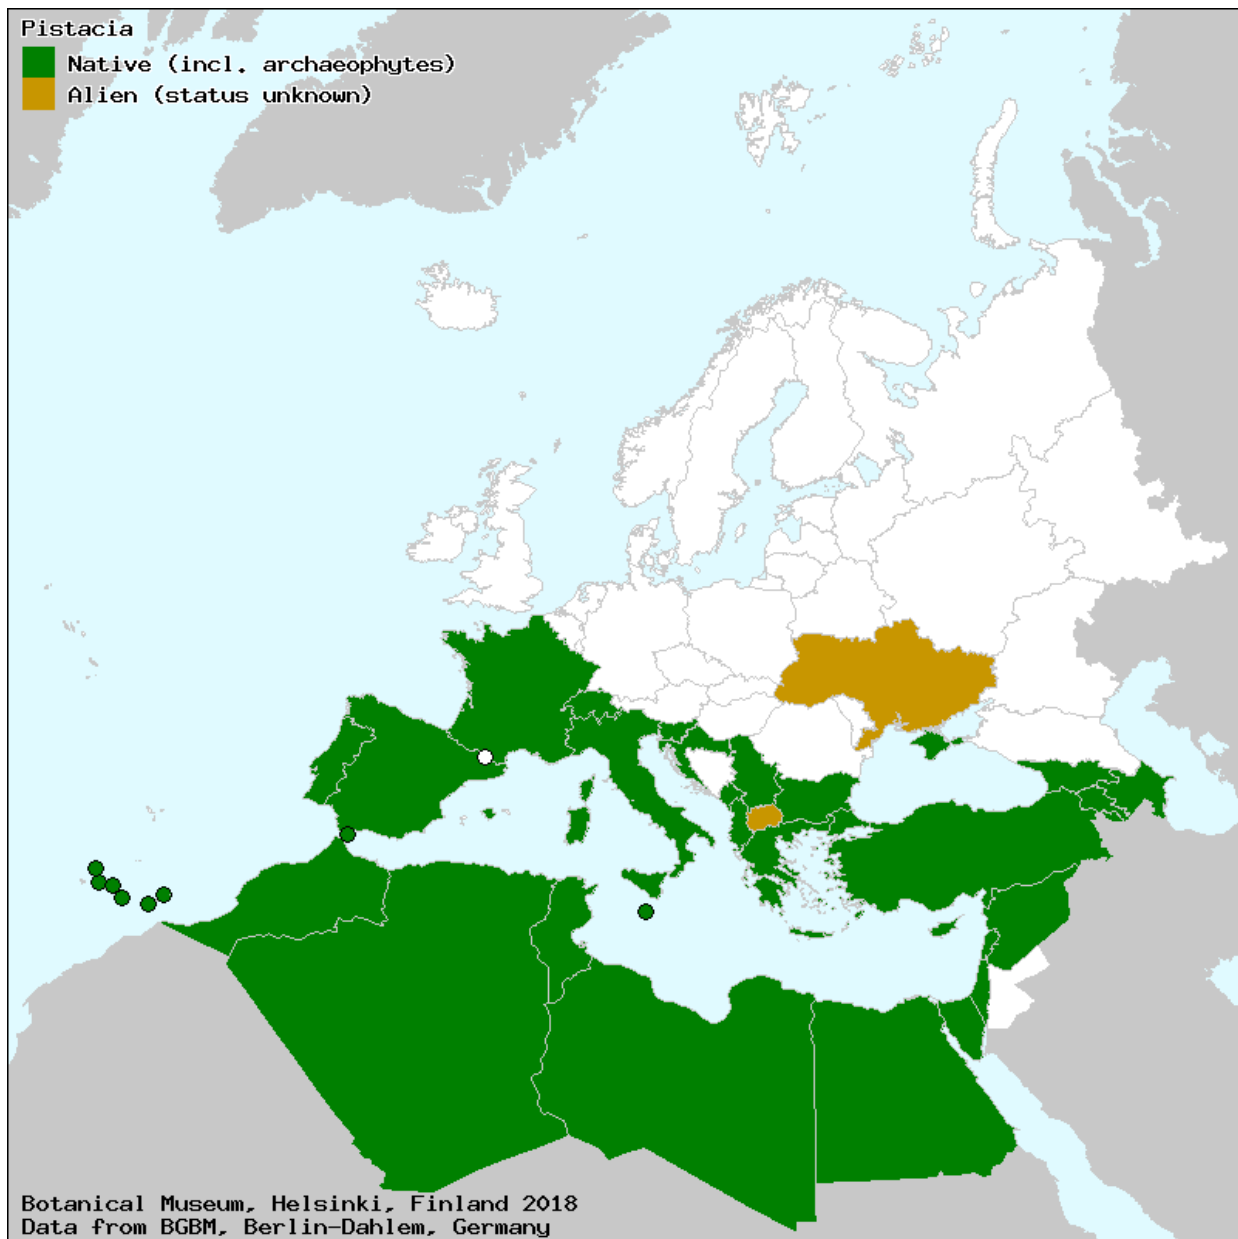 Pistacia
Native (incl. archaeophytes)
Alien (status unknown)
Botanical Museum, Helsinki, Finland 2018
Data from BGBM, Berlin-Dahlem, Germany